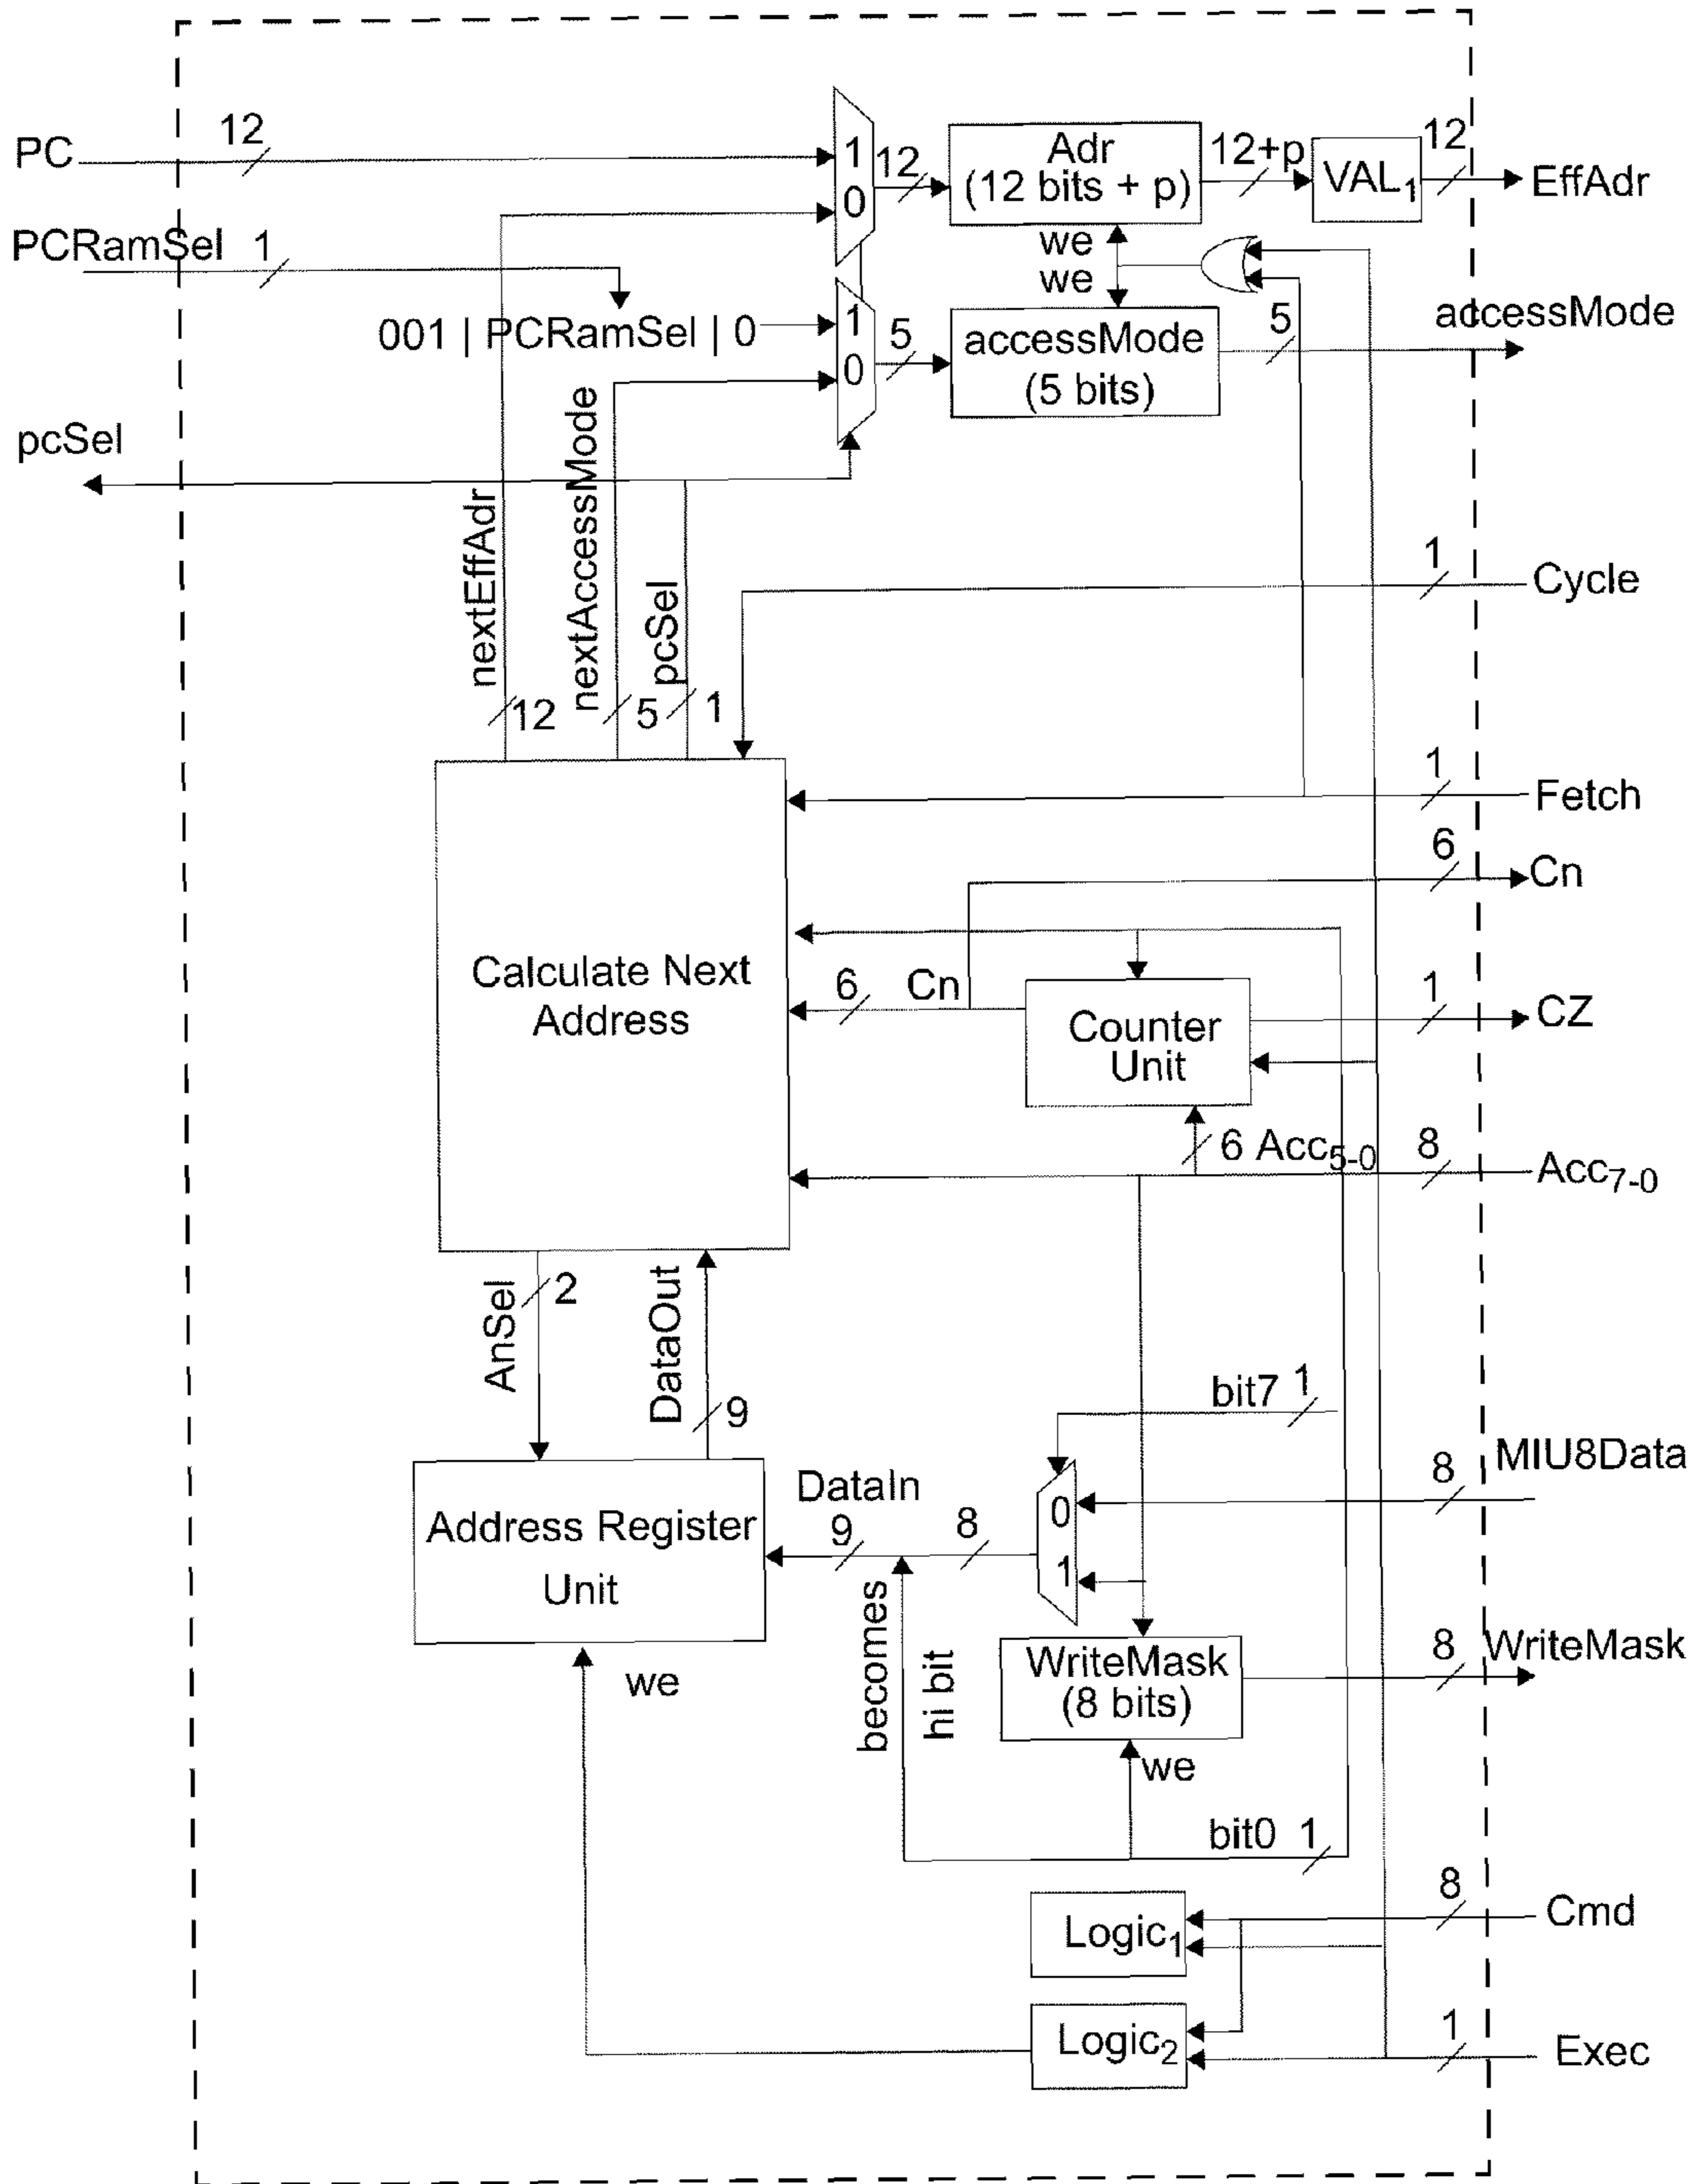 PC
12
1
0
12
Adr
(12 bits + p)
12+p
VAL1
12
EffAdr
PCRamSel 1
we
we
001 | PCRamSel | 0
1
0
5
accessMode
(5 bits)
5
accessMode
pcSel
nextEffAdr
12
nextAccessMode
5
pcSel
1
1
Cycle
1
Fetch
6
Cn
Calculate Next
Address
6
Cn
Counter
Unit
1
CZ
6 Acc5-0
8
Acc7-0
AnSel
2
DataOut
9
bit7 1
8
MIU8Data
Address Register
Unit
DataIn
9
8
0
1
becomes
hi bit
WriteMask
(8 bits)
8
WriteMask
we
we
bit0 1
Logic1
8
Cmd
Logic2
1
Exec